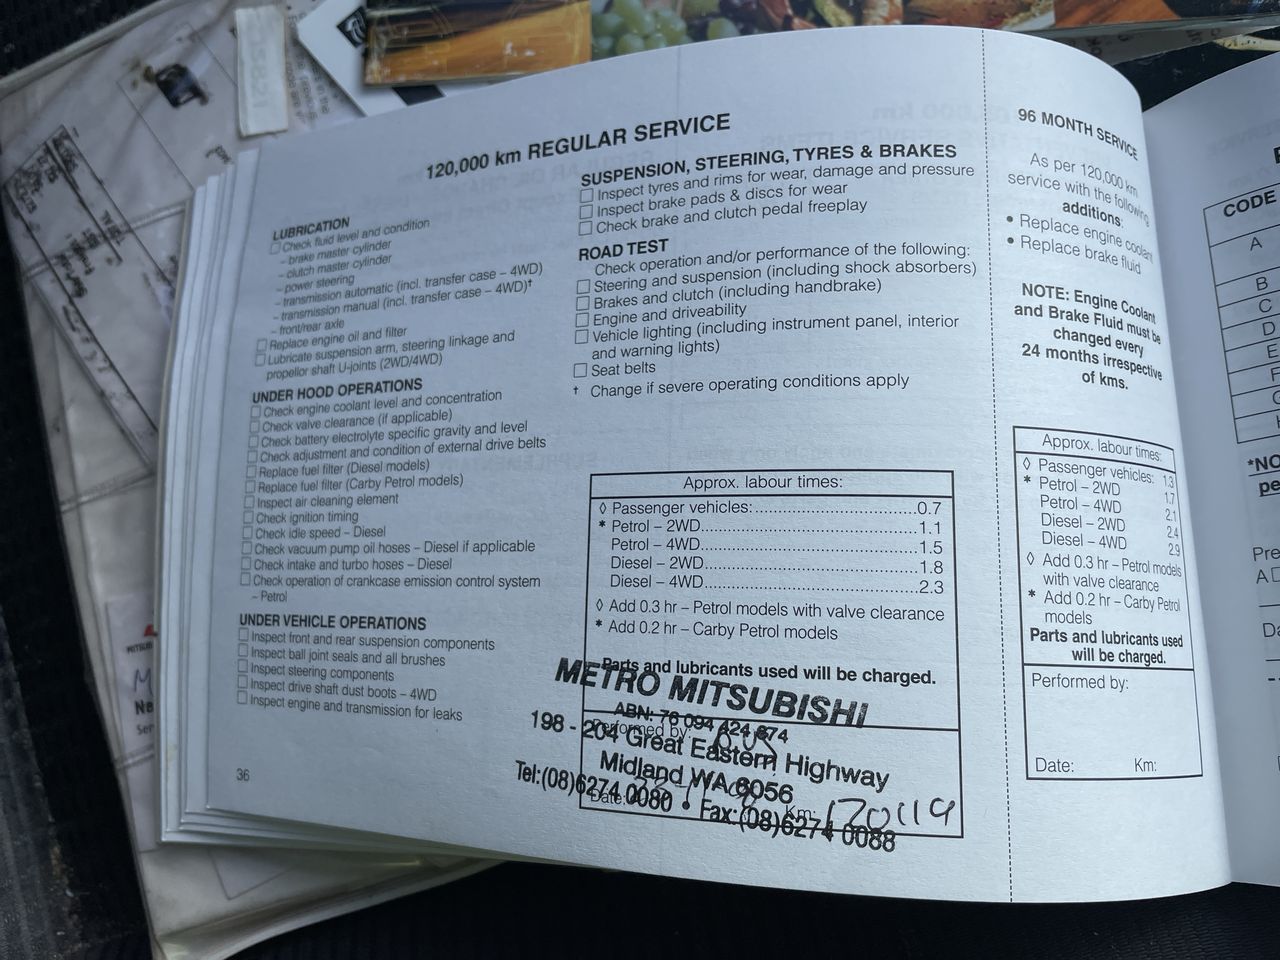 120,000 km REGULAR SERVICE
LUBRICATION
Check fluid level and condition
– brake master cylinder
– clutch master cylinder
– power steering
– transmission automatic (incl. transfer case – 4WD)
– transmission manual (incl. transfer case – 4WD)†
– front/rear axle
Replace engine oil and filter
Lubricate suspension arm, steering linkage and
propellor shaft U-joints (2WD/4WD)
UNDER HOOD OPERATIONS
Check engine coolant level and concentration
Check valve clearance (if applicable)
Check battery electrolyte specific gravity and level
Check adjustment and condition of external drive belts
Replace fuel filter (Diesel models)
Replace fuel filter (Carby Petrol models)
Inspect air cleaning element
Check ignition timing
Check idle speed – Diesel
Check vacuum pump oil hoses – Diesel if applicable
Check intake and turbo hoses – Diesel
Check operation of crankcase emission control system
– Petrol
UNDER VEHICLE OPERATIONS
Inspect front and rear suspension components
Inspect ball joint seals and all brushes
Inspect steering components
Inspect drive shaft dust boots – 4WD
Inspect engine and transmission for leaks
36
SUSPENSION, STEERING, TYRES & BRAKES
Inspect tyres and rims for wear, damage and pressure
Inspect brake pads & discs for wear
Check brake and clutch pedal freeplay
ROAD TEST
Check operation and/or performance of the following:
Steering and suspension (including shock absorbers)
Brakes and clutch (including handbrake)
Engine and driveability
Vehicle lighting (including instrument panel, interior
and warning lights)
Seat belts
† Change if severe operating conditions apply
Approx. labour times:
◊ Passenger vehicles:.......................0.7
* Petrol – 2WD.......................1.1
Petrol – 4WD.......................1.5
Diesel – 2WD.......................1.8
Diesel – 4WD.......................2.3
◊ Add 0.3 hr – Petrol models with valve clearance
* Add 0.2 hr – Carby Petrol models
Parts and lubricants used will be charged.
METRO MITSUBISHI
ABN: 76 094 424 674
Performed by:
198 - 204 Great Eastern Highway
Midland WA 6056
Tel:(08)6274 0080 • Fax:(08)6274 0088
Date: Km: 120114
96 MONTH SERVICE
As per 120,000 km
service with the following
additions:
• Replace engine coolant
• Replace brake fluid
NOTE: Engine Coolant
and Brake Fluid must be
changed every
24 months irrespective
of kms.
Approx. labour times:
◊ Passenger vehicles: 1.3
* Petrol – 2WD 1.7
Petrol – 4WD 2.1
Diesel – 2WD 2.4
Diesel – 4WD 2.9
◊ Add 0.3 hr – Petrol models
with valve clearance
* Add 0.2 hr – Carby Petrol
models
Parts and lubricants used
will be charged.
Performed by:
Date: Km:
CODE
A
B
C
D
E
F
G
*NO
pe
Pre
A
Da